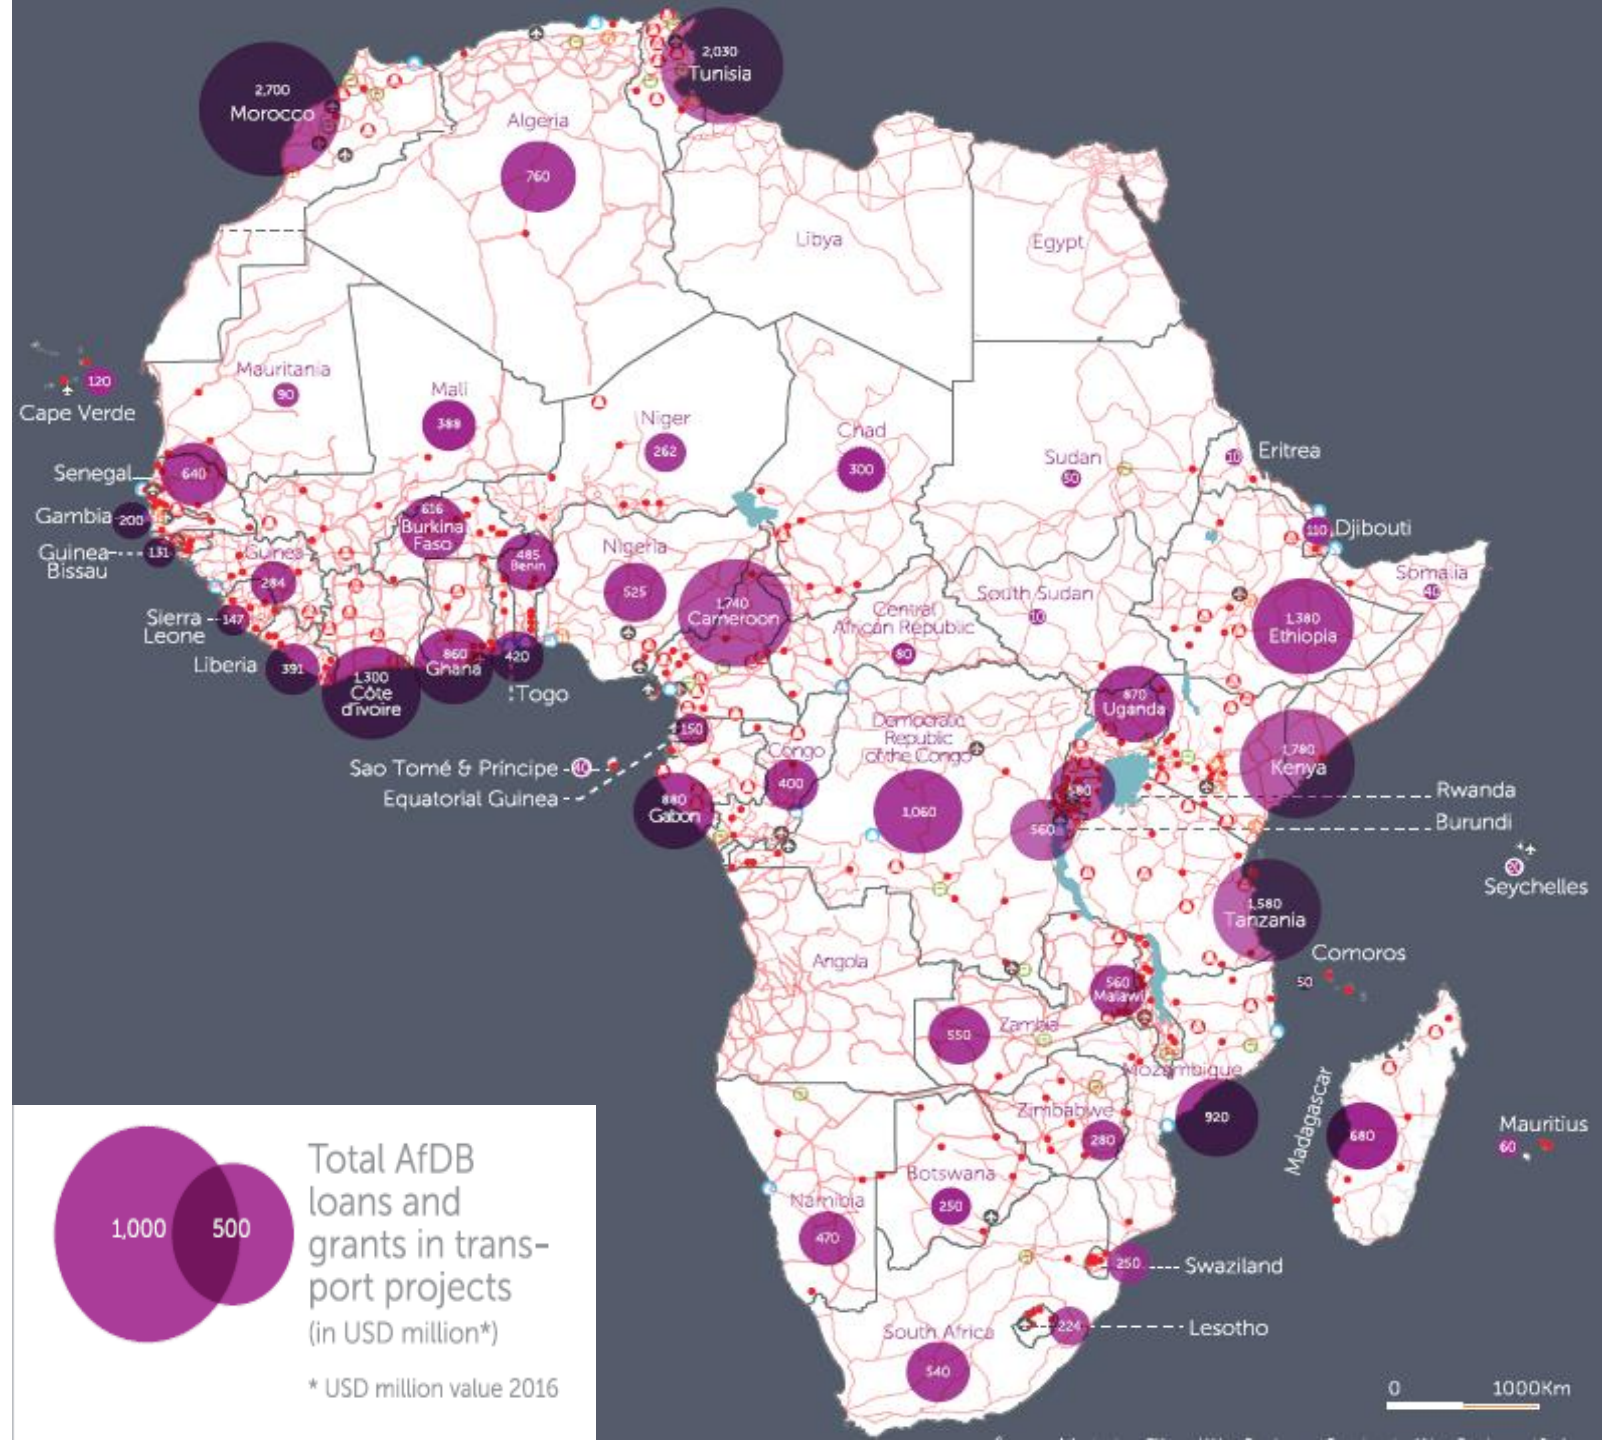 2,030
Tunisia
2,700
Morocco
Algeria
760
Libya
Egypt
Mauritania
90
120
Cape Verde
Mali
388
Niger
262
Chad
300
Sudan
50
10
Eritrea
Senegal
640
Gambia
200
Guinea
Bissau
131
Guinea
284
616
Burkina
Faso
485
Benin
Nigeria
525
1,740
Cameroon
Central
African Republic
80
South Sudan
10
110
Djibouti
Somalia
40
1,380
Ethiopia
Sierra
Leone
147
Liberia
391
1,300
Côte
d'ivoire
860
Ghana
420
Togo
870
Uganda
1,780
Kenya
Sao Tomé & Principe
40
Equatorial Guinea
150
880
Gabon
Congo
400
Democratic
Republic
of the Congo
1,060
560
Rwanda
Burundi
20
Seychelles
1,580
Tanzania
Comoros
50
Angola
560
Malawi
550
Zambia
Mozambique
920
Zimbabwe
280
Madagascar
680
Mauritius
60
Botswana
250
Namibia
470
250
Swaziland
224
Lesotho
South Africa
540
0 1000Km
1,000
500
Total AfDB
loans and
grants in trans-
port projects
(in USD million*)
* USD million value 2016